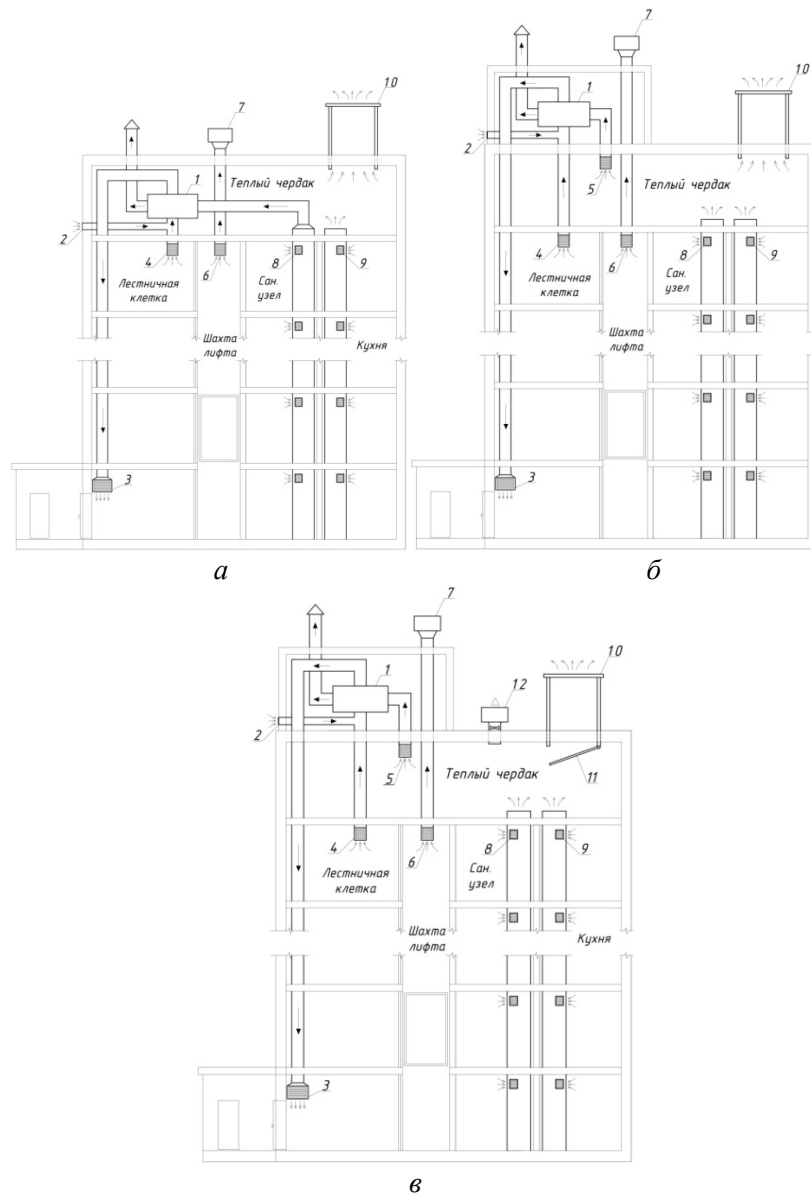 7
10
1
Теплый чердак
2
4
6
8
9
Лестничная
клетка
Сан.
узел
Шахта
лифта
Кухня
3
а
7
10
1
2
5
Теплый чердак
4
6
8
9
Лестничная
клетка
Сан.
узел
Шахта
лифта
3
б
7
10
1
12
2
5
11
Теплый чердак
4
6
8
9
Лестничная
клетка
Сан.
узел
Шахта
лифта
Кухня
3
в